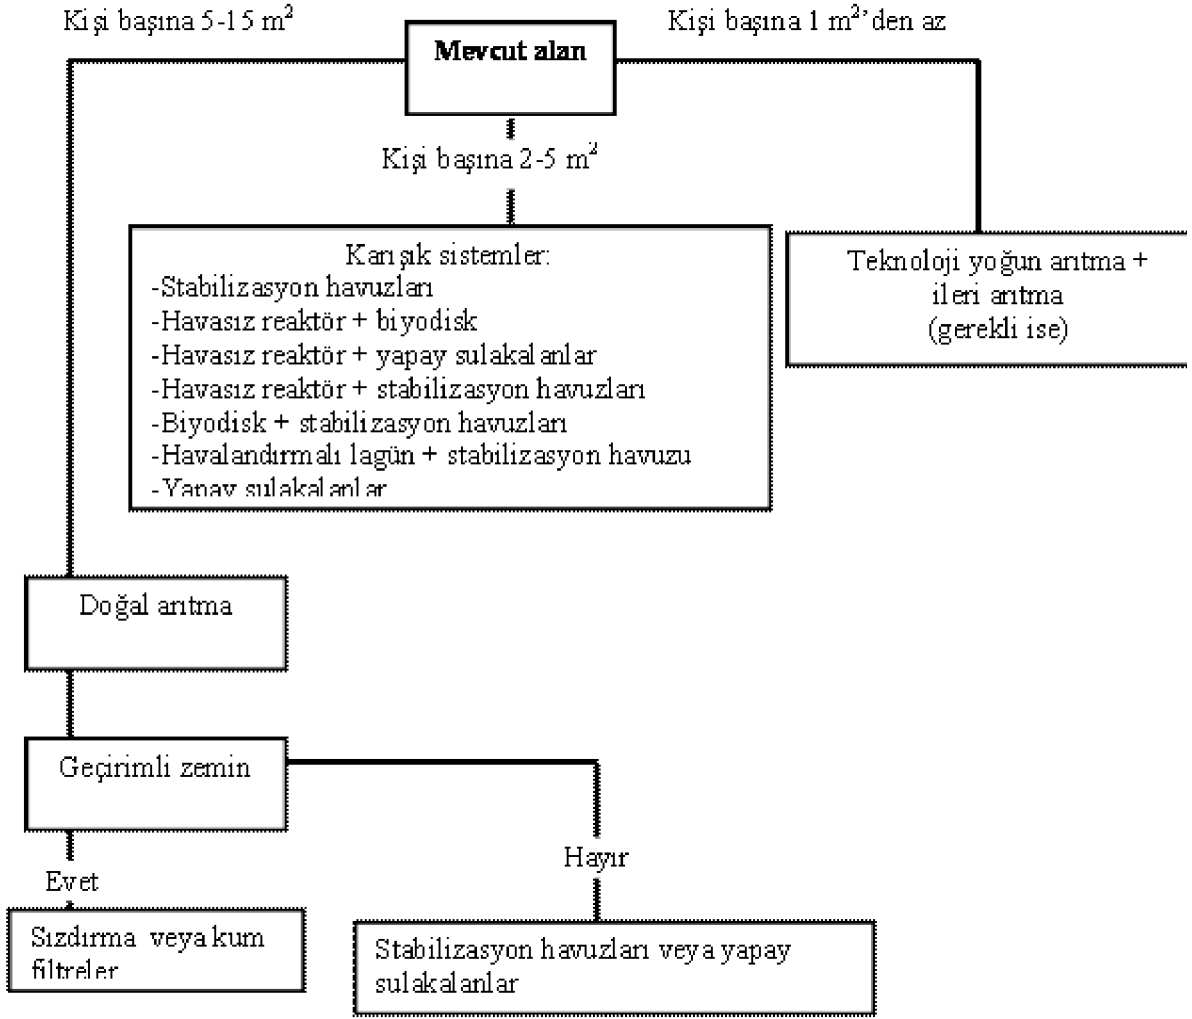 Kişi başına 5-15 m²
Kişi başına 1 m²’den az
Mevcut alan
Kişi başına 2-5 m²
Karışık sistemler:
-Stabilizasyon havuzları
-Havasız reaktör + biyodisk
-Havasız reaktör + yapay sulakalanlar
-Havasız reaktör + stabilizasyon havuzları
-Biyodisk + stabilizasyon havuzları
-Havalandırmalı lagün + stabilizasyon havuzu
-Yapay sulakalanlar
Teknoloji yoğun arıtma +
ileri arıtma
(gerekli ise)
Doğal arıtma
Geçirimli zemin
Evet
Hayır
Sızdırma veya kum
filtreler
Stabilizasyon havuzları veya yapay
sulakalanlar